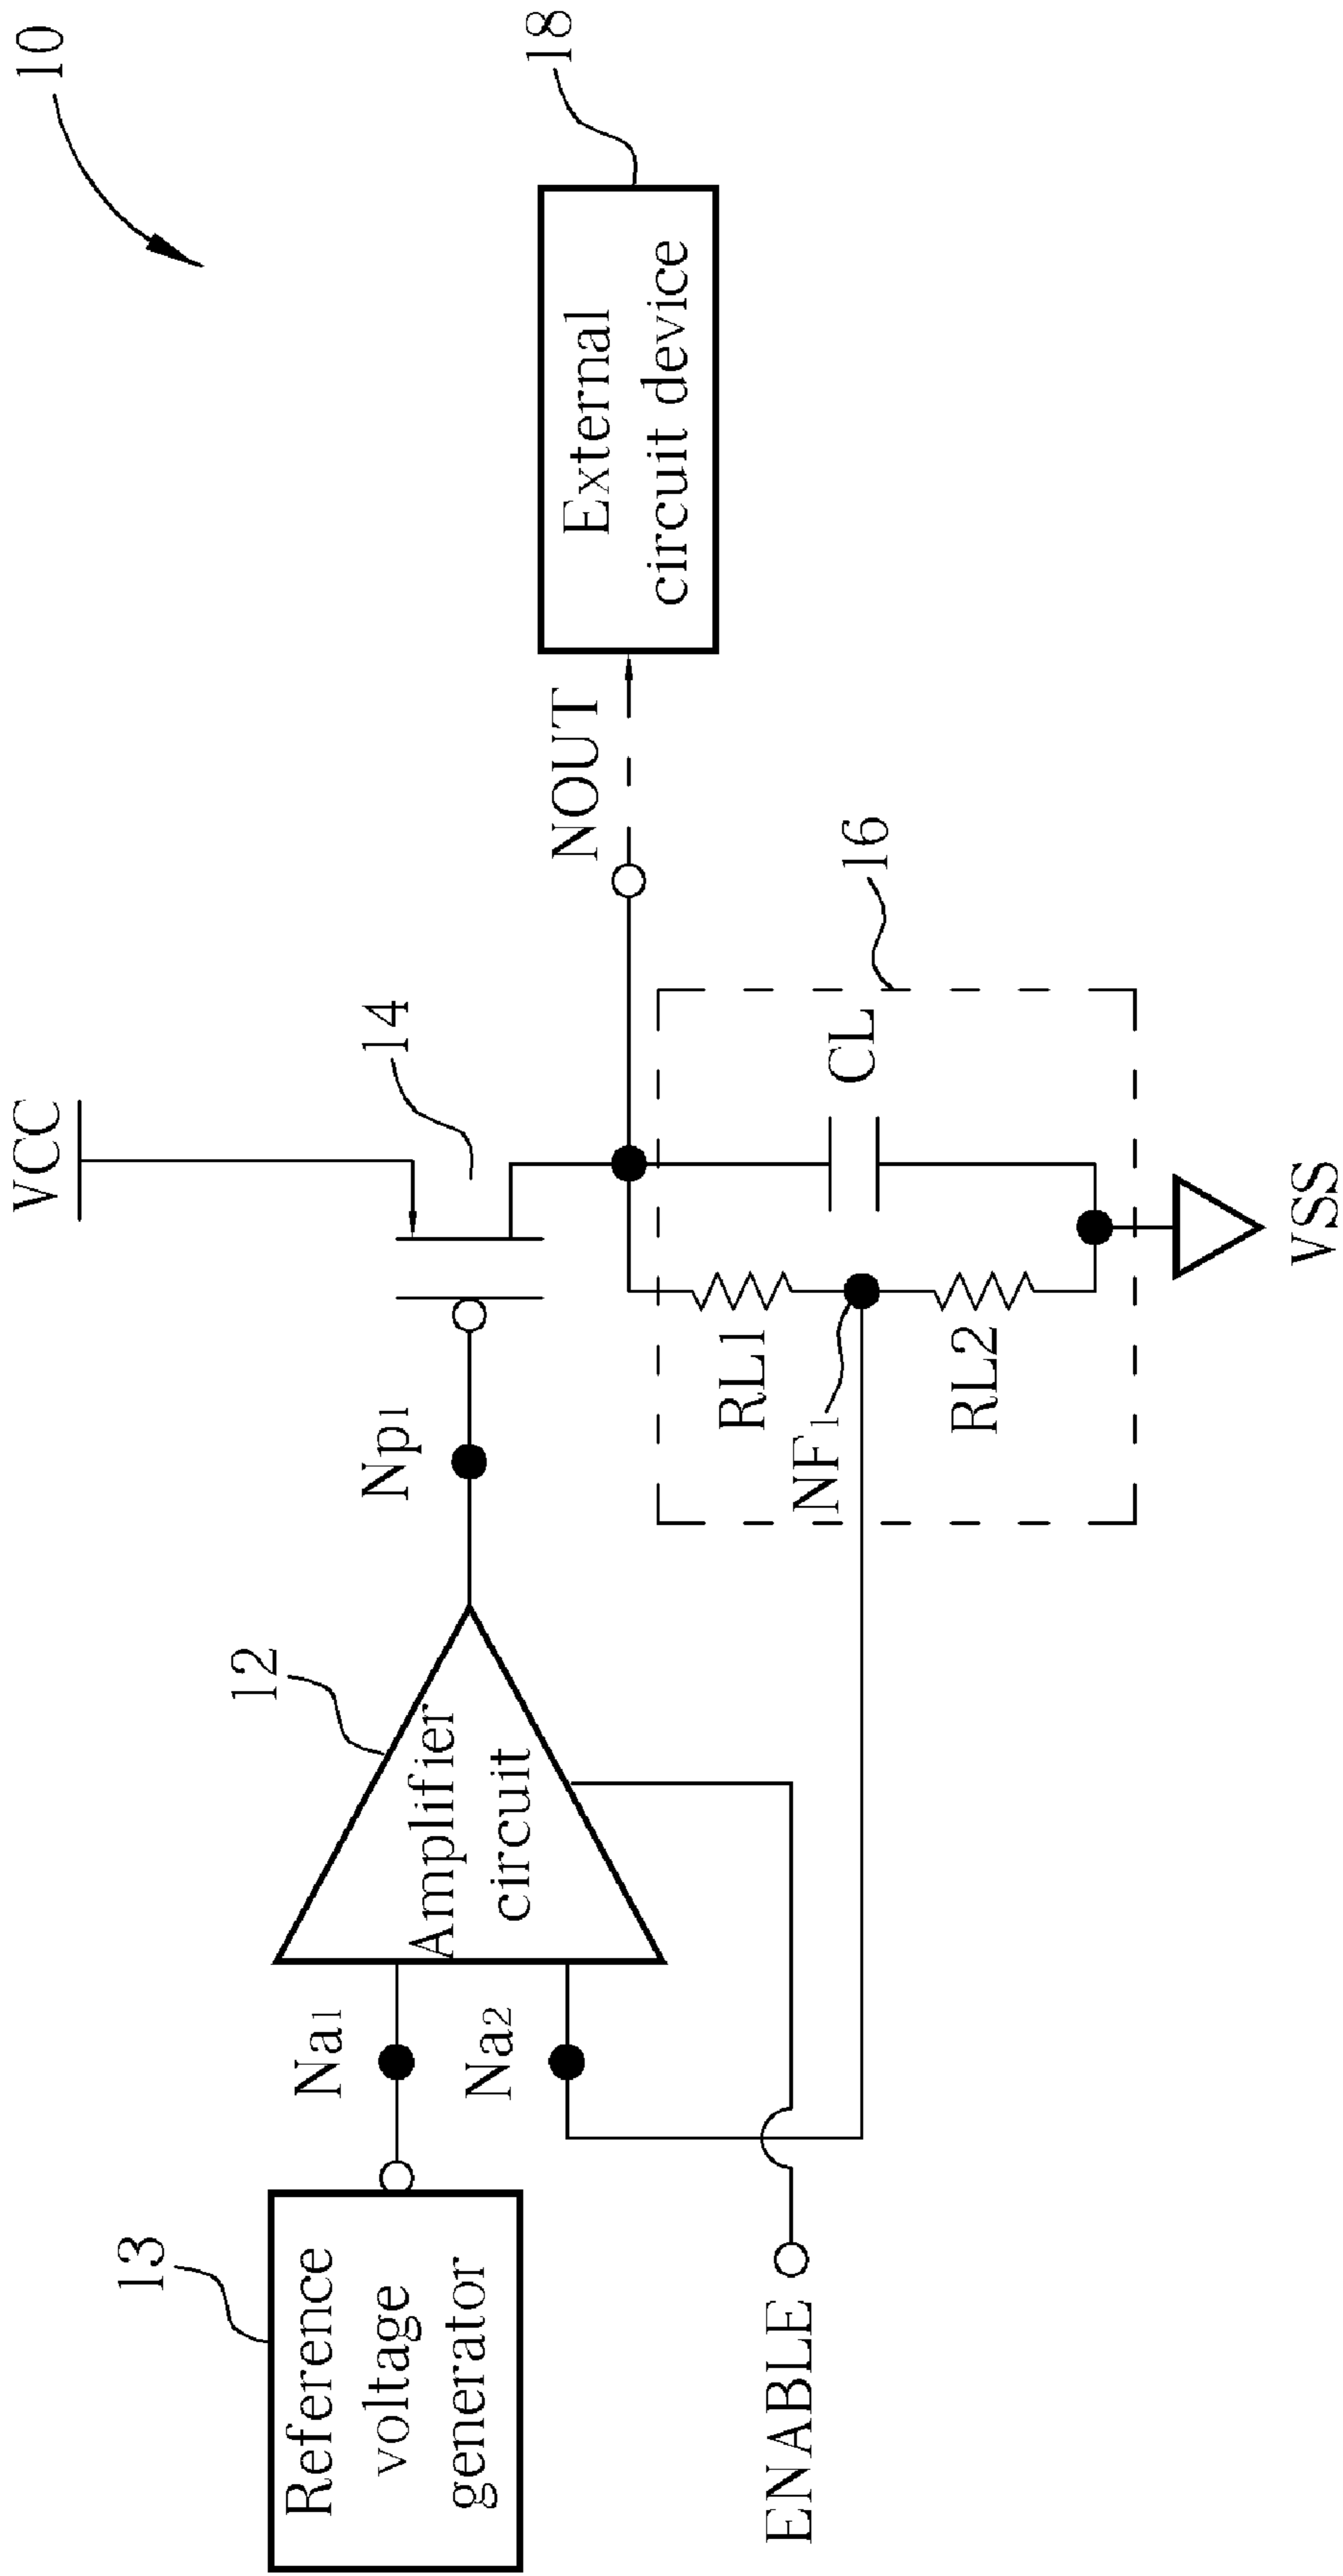 10
VCC
14
12
13
Reference
voltage
generator
Na1
Na2
Amplifier
circuit
Np1
NOUT
External
circuit device
18
16
RL1
CL
NF1
RL2
ENABLE
VSS